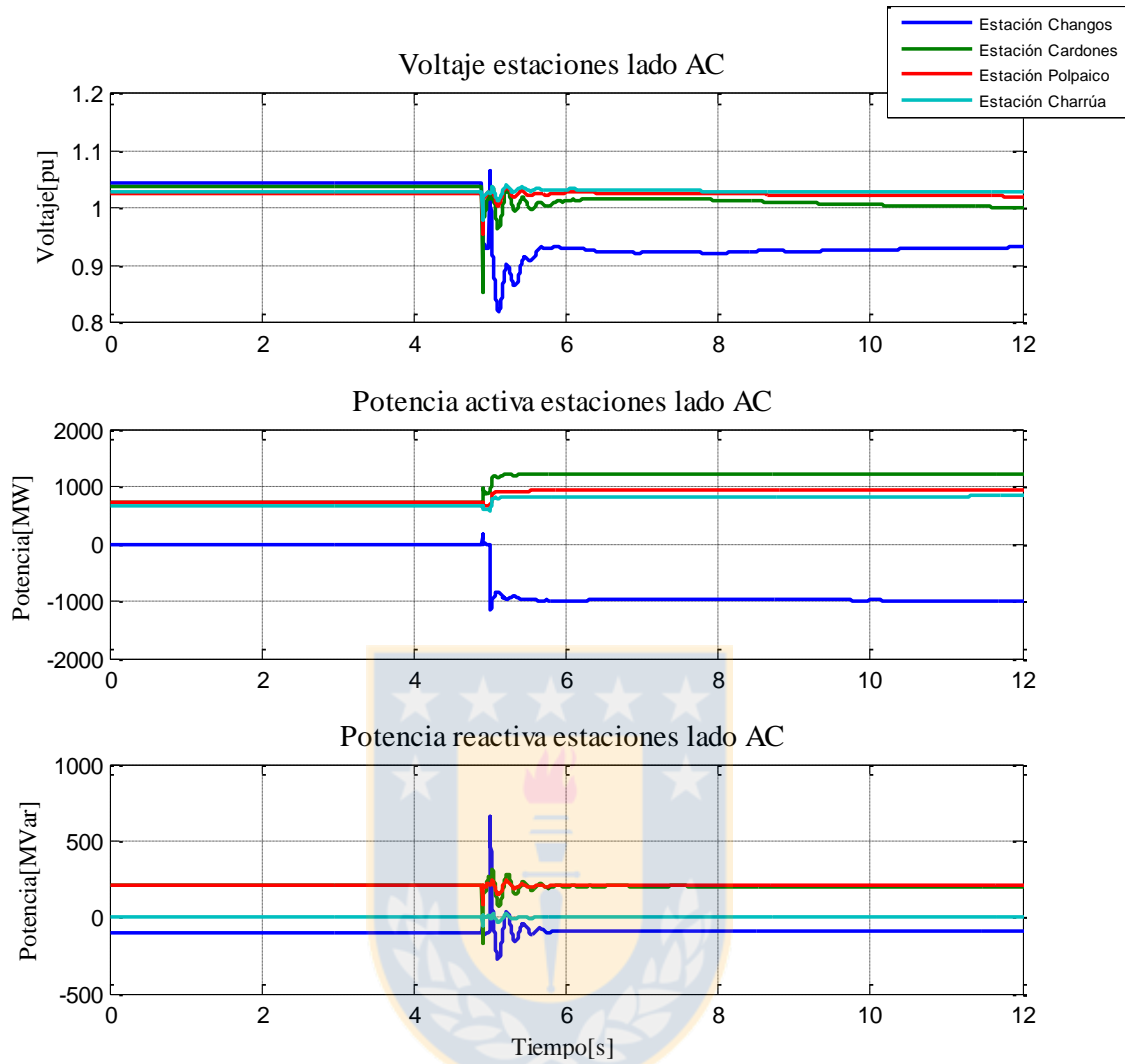 Estación Changos
Estación Cardones
Estación Polpaico
Estación Charrúa
Voltaje estaciones lado AC
Voltaje[pu]
1.2
1.1
1
0.9
0.8
0 2 4 6 8 10 12
Potencia activa estaciones lado AC
Potencia[MW]
2000
1000
0
-1000
-2000
0 2 4 6 8 10 12
Potencia reactiva estaciones lado AC
Potencia[MVar]
1000
500
0
-500
0 2 4 6 8 10 12
Tiempo[s]